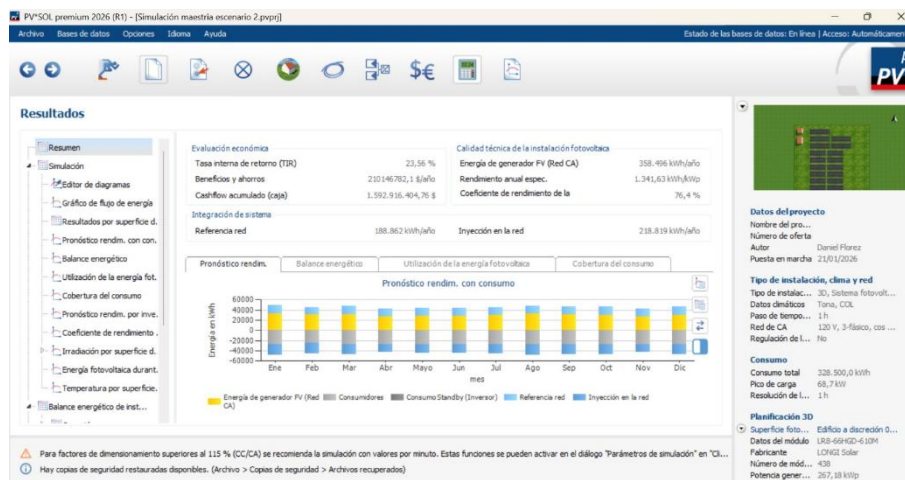 PV*SOL premium 2026 (R1) - [Simulación maestria escenario 2.pvprj]
Archivo Bases de datos Opciones Idioma Ayuda
Estado de las bases de datos: En línea | Acceso: Automáticamen
PV
Resultados
Resumen
Simulación
Editor de diagramas
Gráfico de flujo de energía
Resultados por superficie d.
Pronóstico rendim. con con.
Balance energético
Utilización de la energía fot.
Cobertura del consumo
Pronóstico rendim. por inve.
Coeficiente de rendimiento .
Irradiación por superficie d.
Energía fotovoltaica durant.
Temperatura por superficie.
Balance energético de inst...
Evaluación económica
Tasa interna de retorno (TIR) 23,56 %
Beneficios y ahorros 210146782,1 $/año
Cashflow acumulado (caja) 1.592.916.404,76 $
Calidad técnica de la instalación fotovoltaica
Energía de generador FV (Red CA) 358.496 kWh/año
Rendimiento anual espec. 1.341,63 kWh/kWp
Coeficiente de rendimiento de la 76,4 %
Integración de sistema
Referencia red 188.862 kWh/año
Inyección en la red 218.819 kWh/año
Pronóstico rendim. Balance energético Utilización de la energía fotovoltaica Cobertura del consumo
Pronóstico rendim. con consumo
Energía en kWh
60000
40000
20000
0
-20000
-40000
-60000
Ene Feb Mar Abr Mayo Jun Jul Ago Sep Oct Nov Dic
mes
Energía de generador FV (Red CA) Consumidores Consumo Standby (Inversor) Referencia red Inyección en la red
Datos del proyecto
Nombre del pro...
Número de oferta
Autor Daniel Florez
Puesta en marcha 21/01/2026
Tipo de instalación, clima y red
Tipo de instalac... 3D, Sistema fotovolt...
Datos climáticos Tona, COL
Paso de tiempo... 1 h
Red de CA 120 V, 3-fásico, cos ...
Regulación de l... No
Consumo
Consumo total 328.500,0 kWh
Pico de carga 68,7 kW
Resolución de l... 1 h
Planificación 3D
Superficie foto... Edificio a discreción 0...
Datos del módulo LR8-66HGD-610M
Fabricante LONGI Solar
Número de mód... 438
Potencia gener... 267,18 kWp
Para factores de dimensionamiento superiores al 115 % (CC/CA) se recomienda la simulación con valores por minuto. Estas funciones se pueden activar en el diálogo "Parámetros de simulación" en "Cli...
Hay copias de seguridad restauradas disponibles. (Archivo > Copias de seguridad > Archivos recuperados)